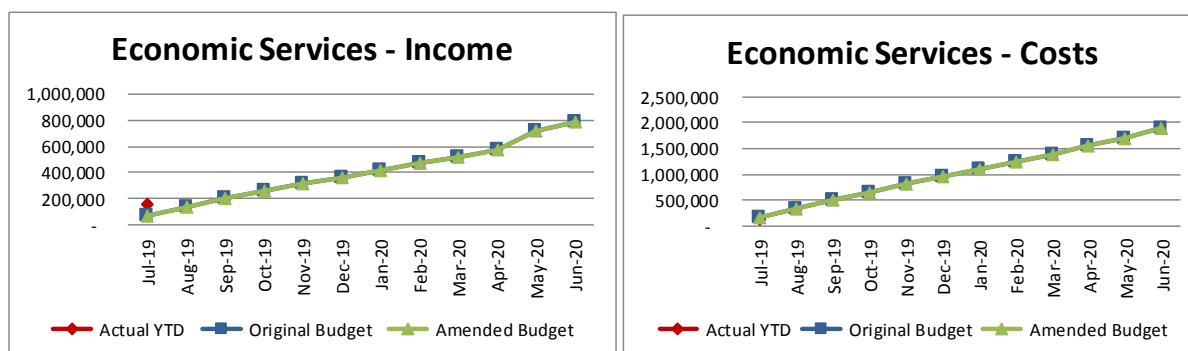 Economic Services - Income
1,000,000
800,000
600,000
400,000
200,000
-
Jul-19
Aug-19
Sep-19
Oct-19
Nov-19
Dec-19
Jan-20
Feb-20
Mar-20
Apr-20
May-20
Jun-20
Actual YTD Original Budget Amended Budget
Economic Services - Costs
2,500,000
2,000,000
1,500,000
1,000,000
500,000
-
Jul-19
Aug-19
Sep-19
Oct-19
Nov-19
Dec-19
Jan-20
Feb-20
Mar-20
Apr-20
May-20
Jun-20
Actual YTD Original Budget Amended Budget